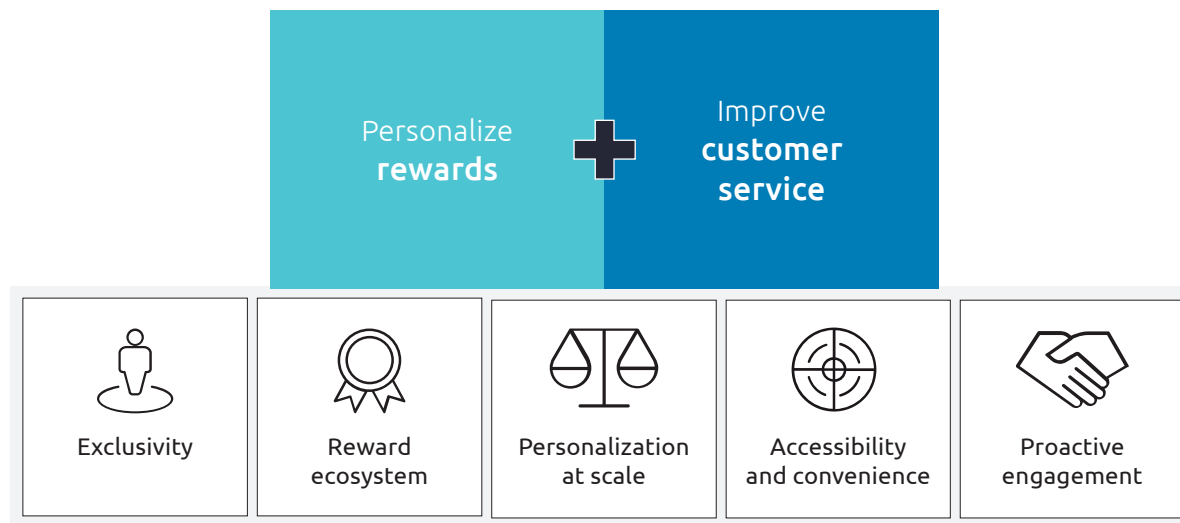 Personalize
rewards
Improve
customer
service
Exclusivity
Reward
ecosystem
Personalization
at scale
Accessibility
and convenience
Proactive
engagement